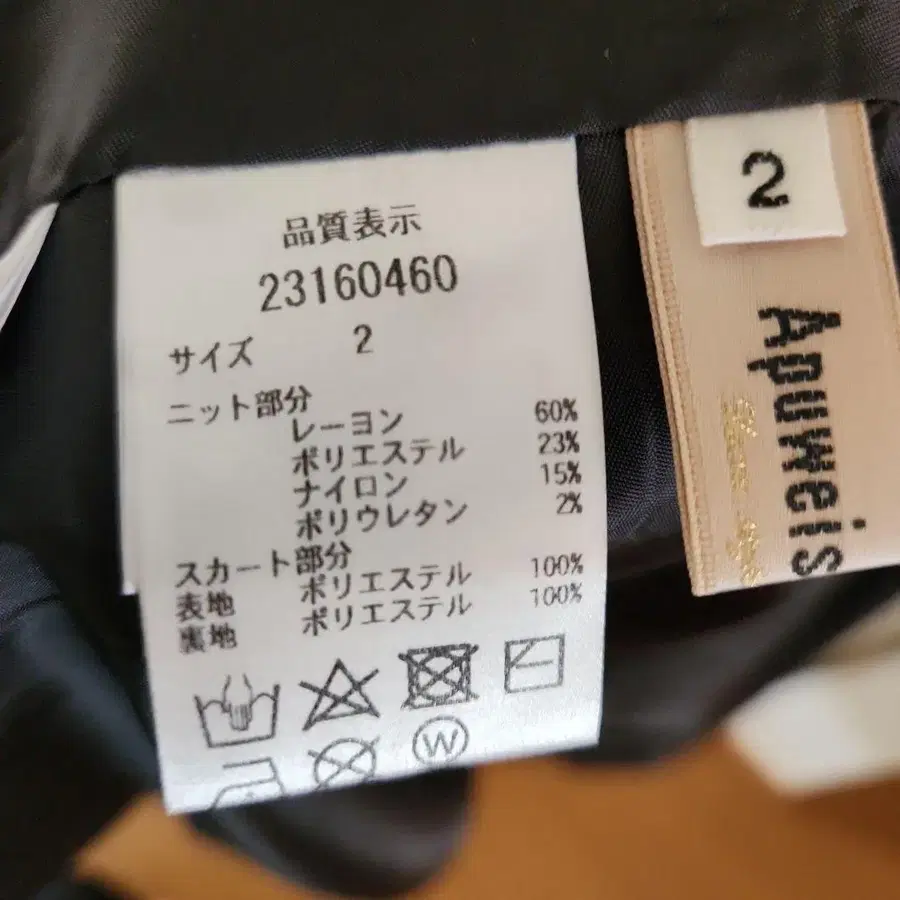 品質表示
23160460
サイズ 2
ニット部分
レーヨン 60%
ポリエステル 23%
ナイロン 15%
ポリウレタン 2%
スカート部分
表地 ポリエステル 100%
裏地 ポリエステル 100%
W
2
Apuweis